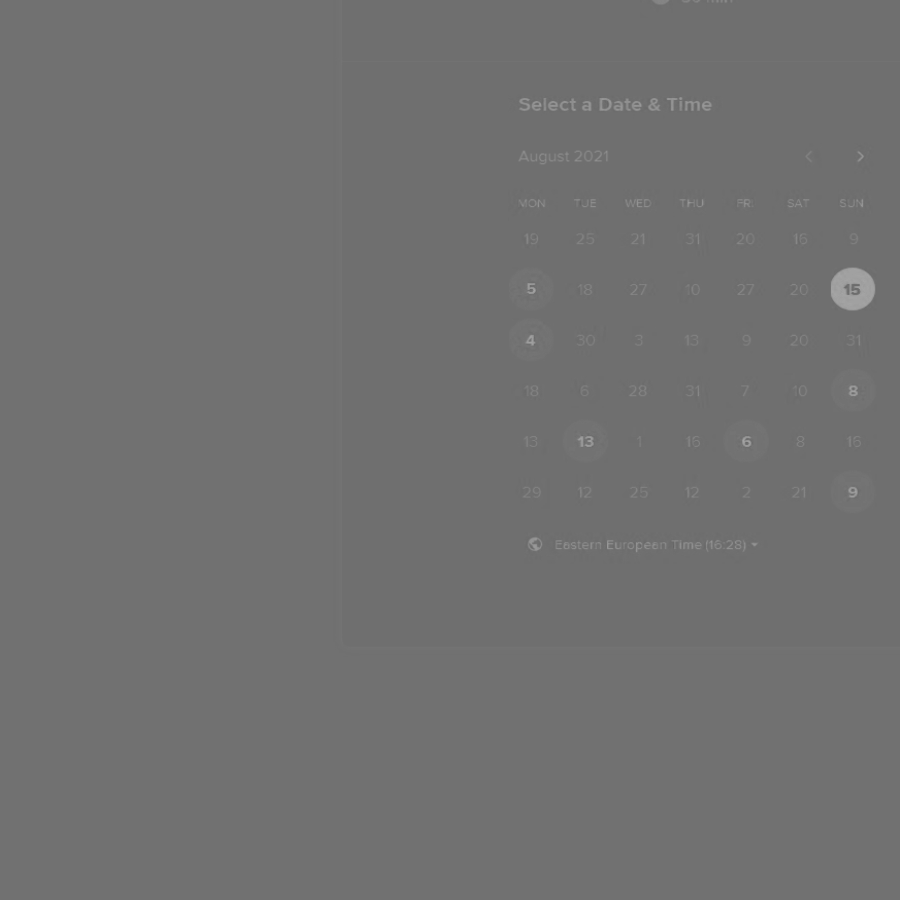 Select a Date & Time
August 2021
MON TUE WED THU FRI SAT SUN
19 25 21 31 20 15 9
5 18 27 10 27 20 15
4 30 3 13 9 20 31
18 6 28 31 7 10 8
13 13 1 15 6 8 15
29 12 25 12 2 21 9
Eastern European Time (16:28)